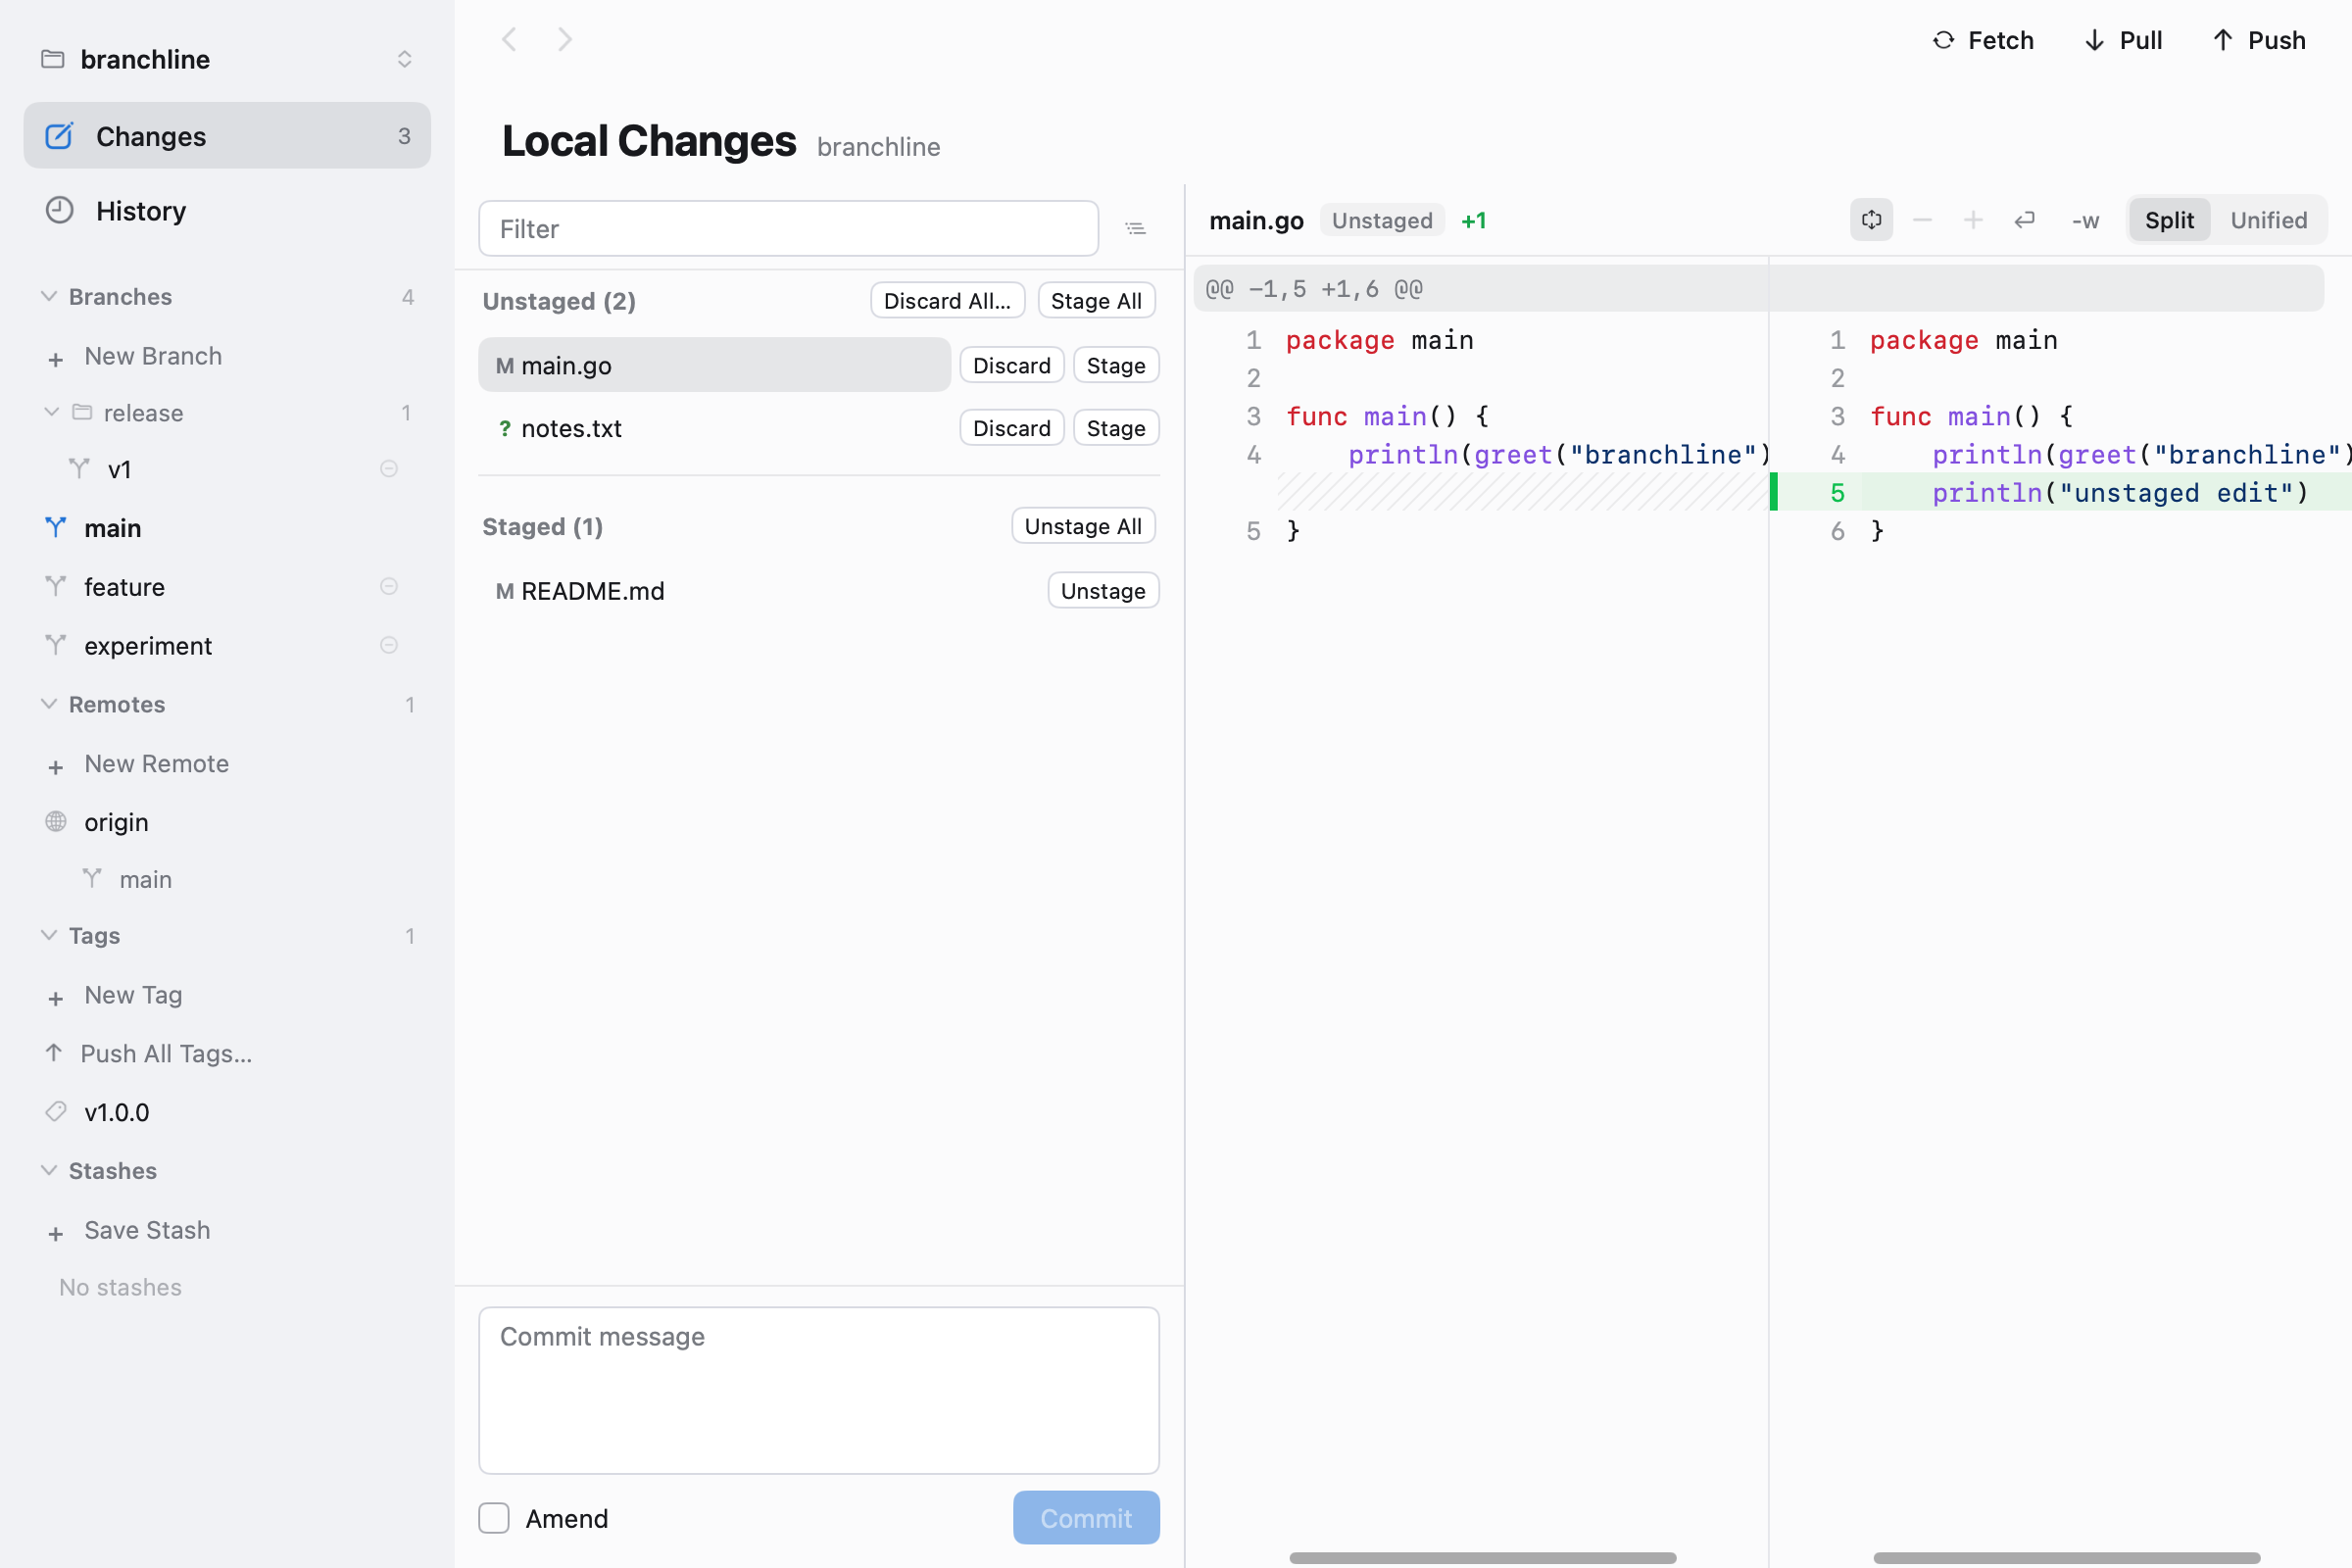 branchline
Changes 3
History
Branches 4
+ New Branch
release 1
v1
main
feature
experiment
Remotes 1
+ New Remote
origin
main
Tags 1
+ New Tag
Push All Tags...
v1.0.0
Stashes
+ Save Stash
No stashes
Fetch Pull Push
Local Changes branchline
Filter
Unstaged (2) Discard All... Stage All
M main.go Discard Stage
? notes.txt Discard Stage
Staged (1) Unstage All
M README.md Unstage
Commit message
Amend Commit
main.go Unstaged +1 -w Split Unified
@@ −1,5 +1,6 @@
1 package main
2
3 func main() {
4 println(greet("branchline")
5 }
1 package main
2
3 func main() {
4 println(greet("branchline")
5 println("unstaged edit")
6 }